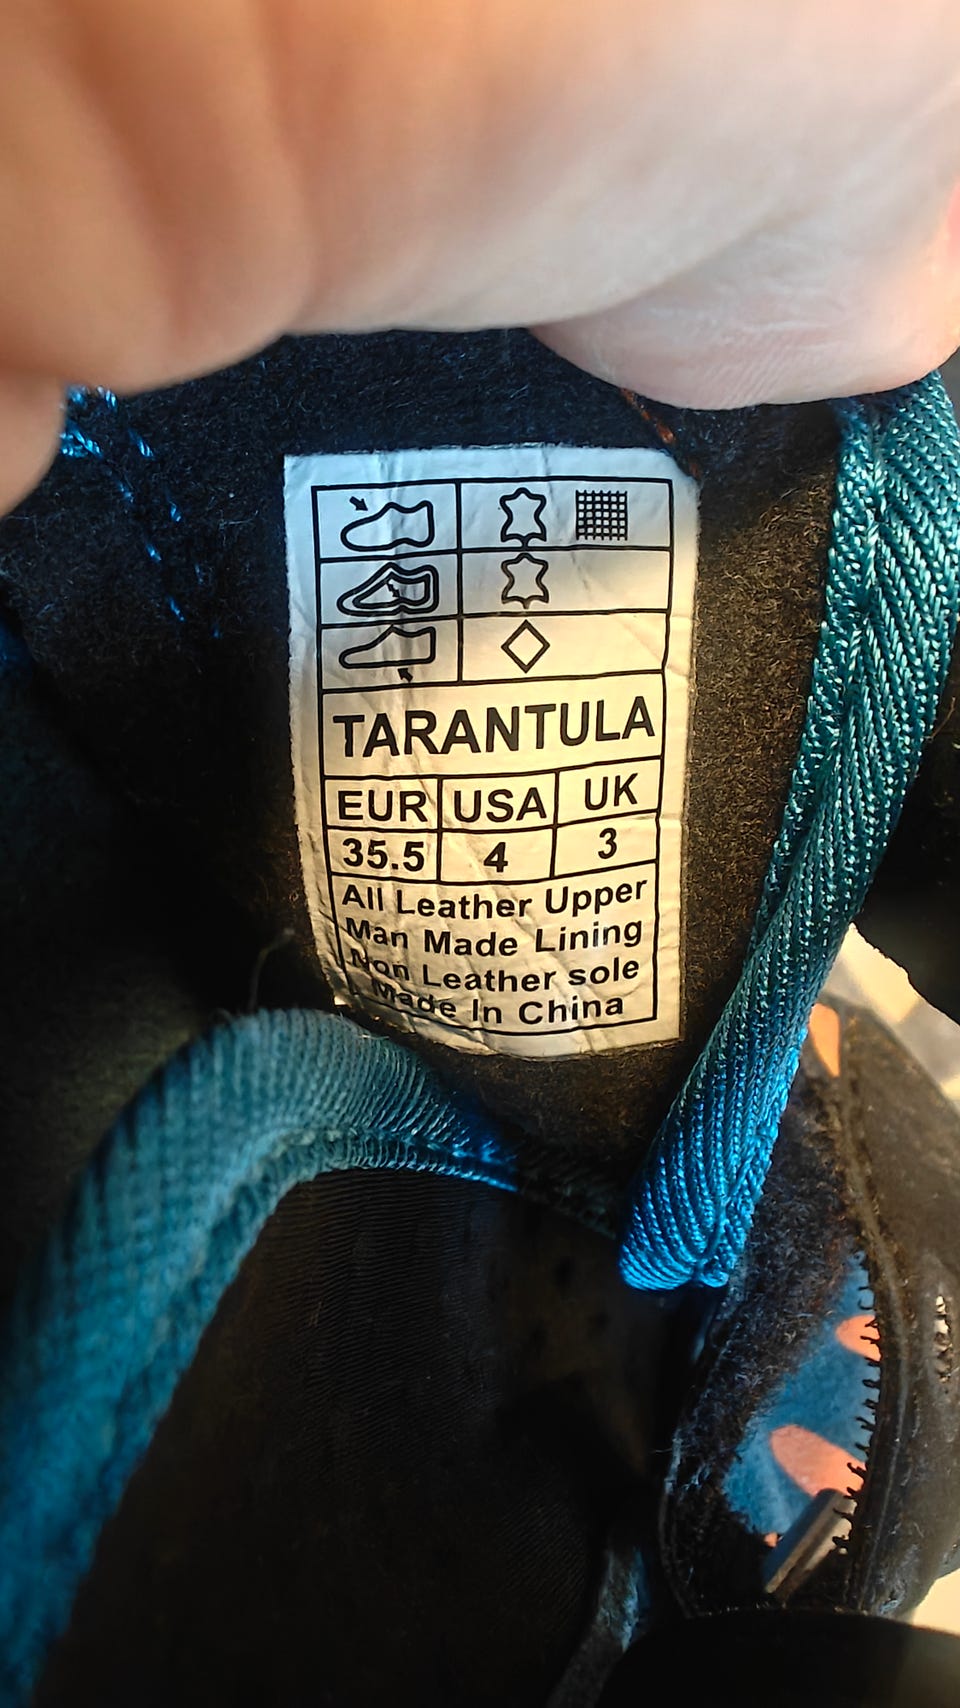 TARANTULA
EUR USA UK
35.5 4 3
All Leather Upper
Man Made Lining
Non Leather sole
Made In China